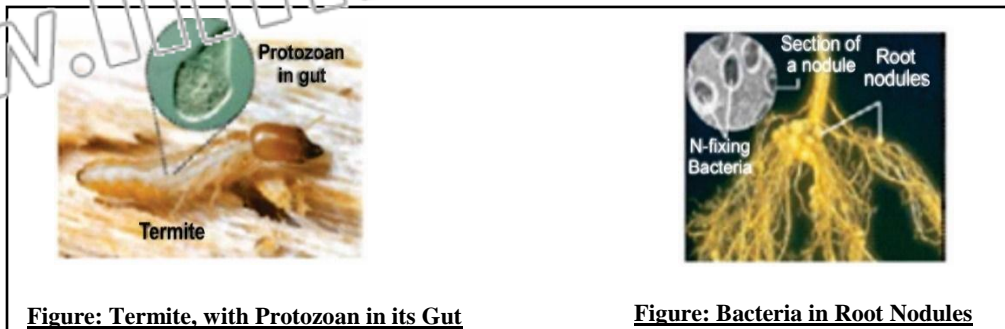 Protozoan
in gut
Termite
Figure: Termite, with Protozoan in its Gut
Section of
a nodule
Root
nodules
N-fixing
Bacteria
Figure: Bacteria in Root Nodules